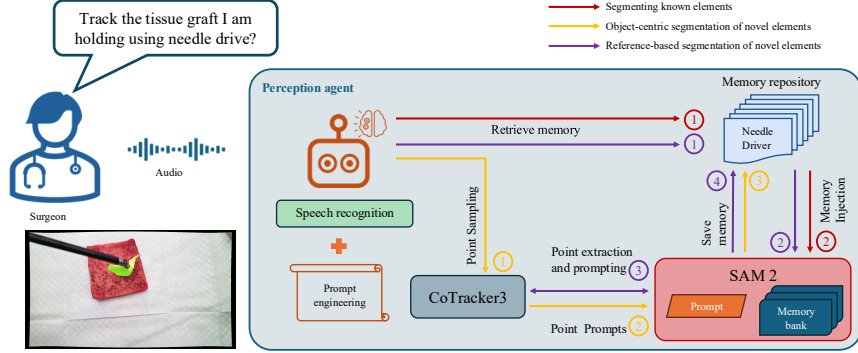 Track the tissue graft I am
holding using needle drive?
Segmenting known elements
Object-centric segmentation of novel elements
Reference-based segmentation of novel elements
Surgeon
Audio
Perception agent
Memory repository
Needle
Driver
Retrieve memory
1
1
Speech recognition
Prompt
engineering
Point Sampling
1
CoTracker3
Point extraction
and prompting
3
Point Prompts
2
Save
memory
4
3
2
2
Memory
Injection
SAM 2
Prompt
Memory
bank